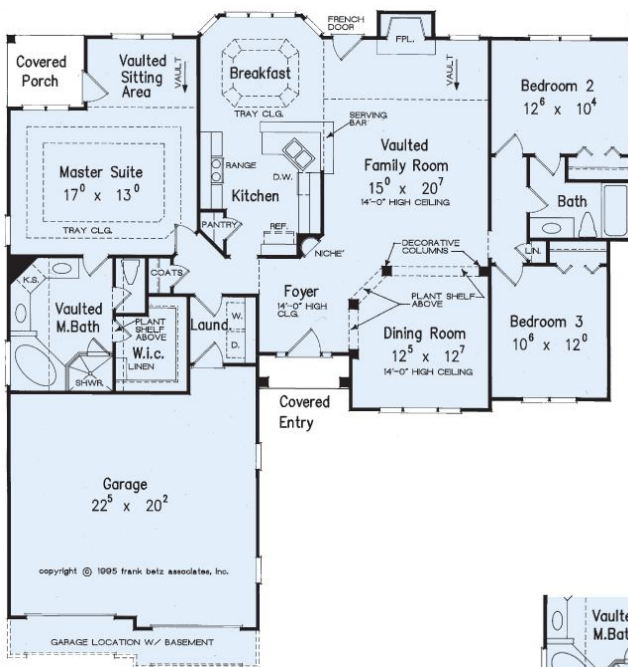 FRENCH
DOOR
FPL.
Covered
Porch
Vaulted
Sitting
Area
VAULT
Breakfast
TRAY CLG.
VAULT
Bedroom 2
12⁶ x 10⁴
SERVING
BAR
Master Suite
17⁰ x 13⁰
TRAY CLG.
RANGE
D.W.
Kitchen
PANTRY
REF.
Vaulted
Family Room
15⁰ x 20⁷
14'-0" HIGH CEILING
Bath
LIN.
NICHE
DECORATIVE
COLUMNS
K.S.
COATS
Vaulted
M.Bath
PLANT
SHELF
ABOVE
W.i.c.
LINEN
SHWR.
Laund.
W.
D.
Foyer
14'-0" HIGH
CLG.
PLANT SHELF
ABOVE
Dining Room
12⁵ x 12⁷
14'-0" HIGH CEILING
Bedroom 3
10⁶ x 12⁰
Covered
Entry
Garage
22⁵ x 20²
copyright © 1995 frank betz associates, inc.
GARAGE LOCATION W/ BASEMENT
Vaulte
M.Bat